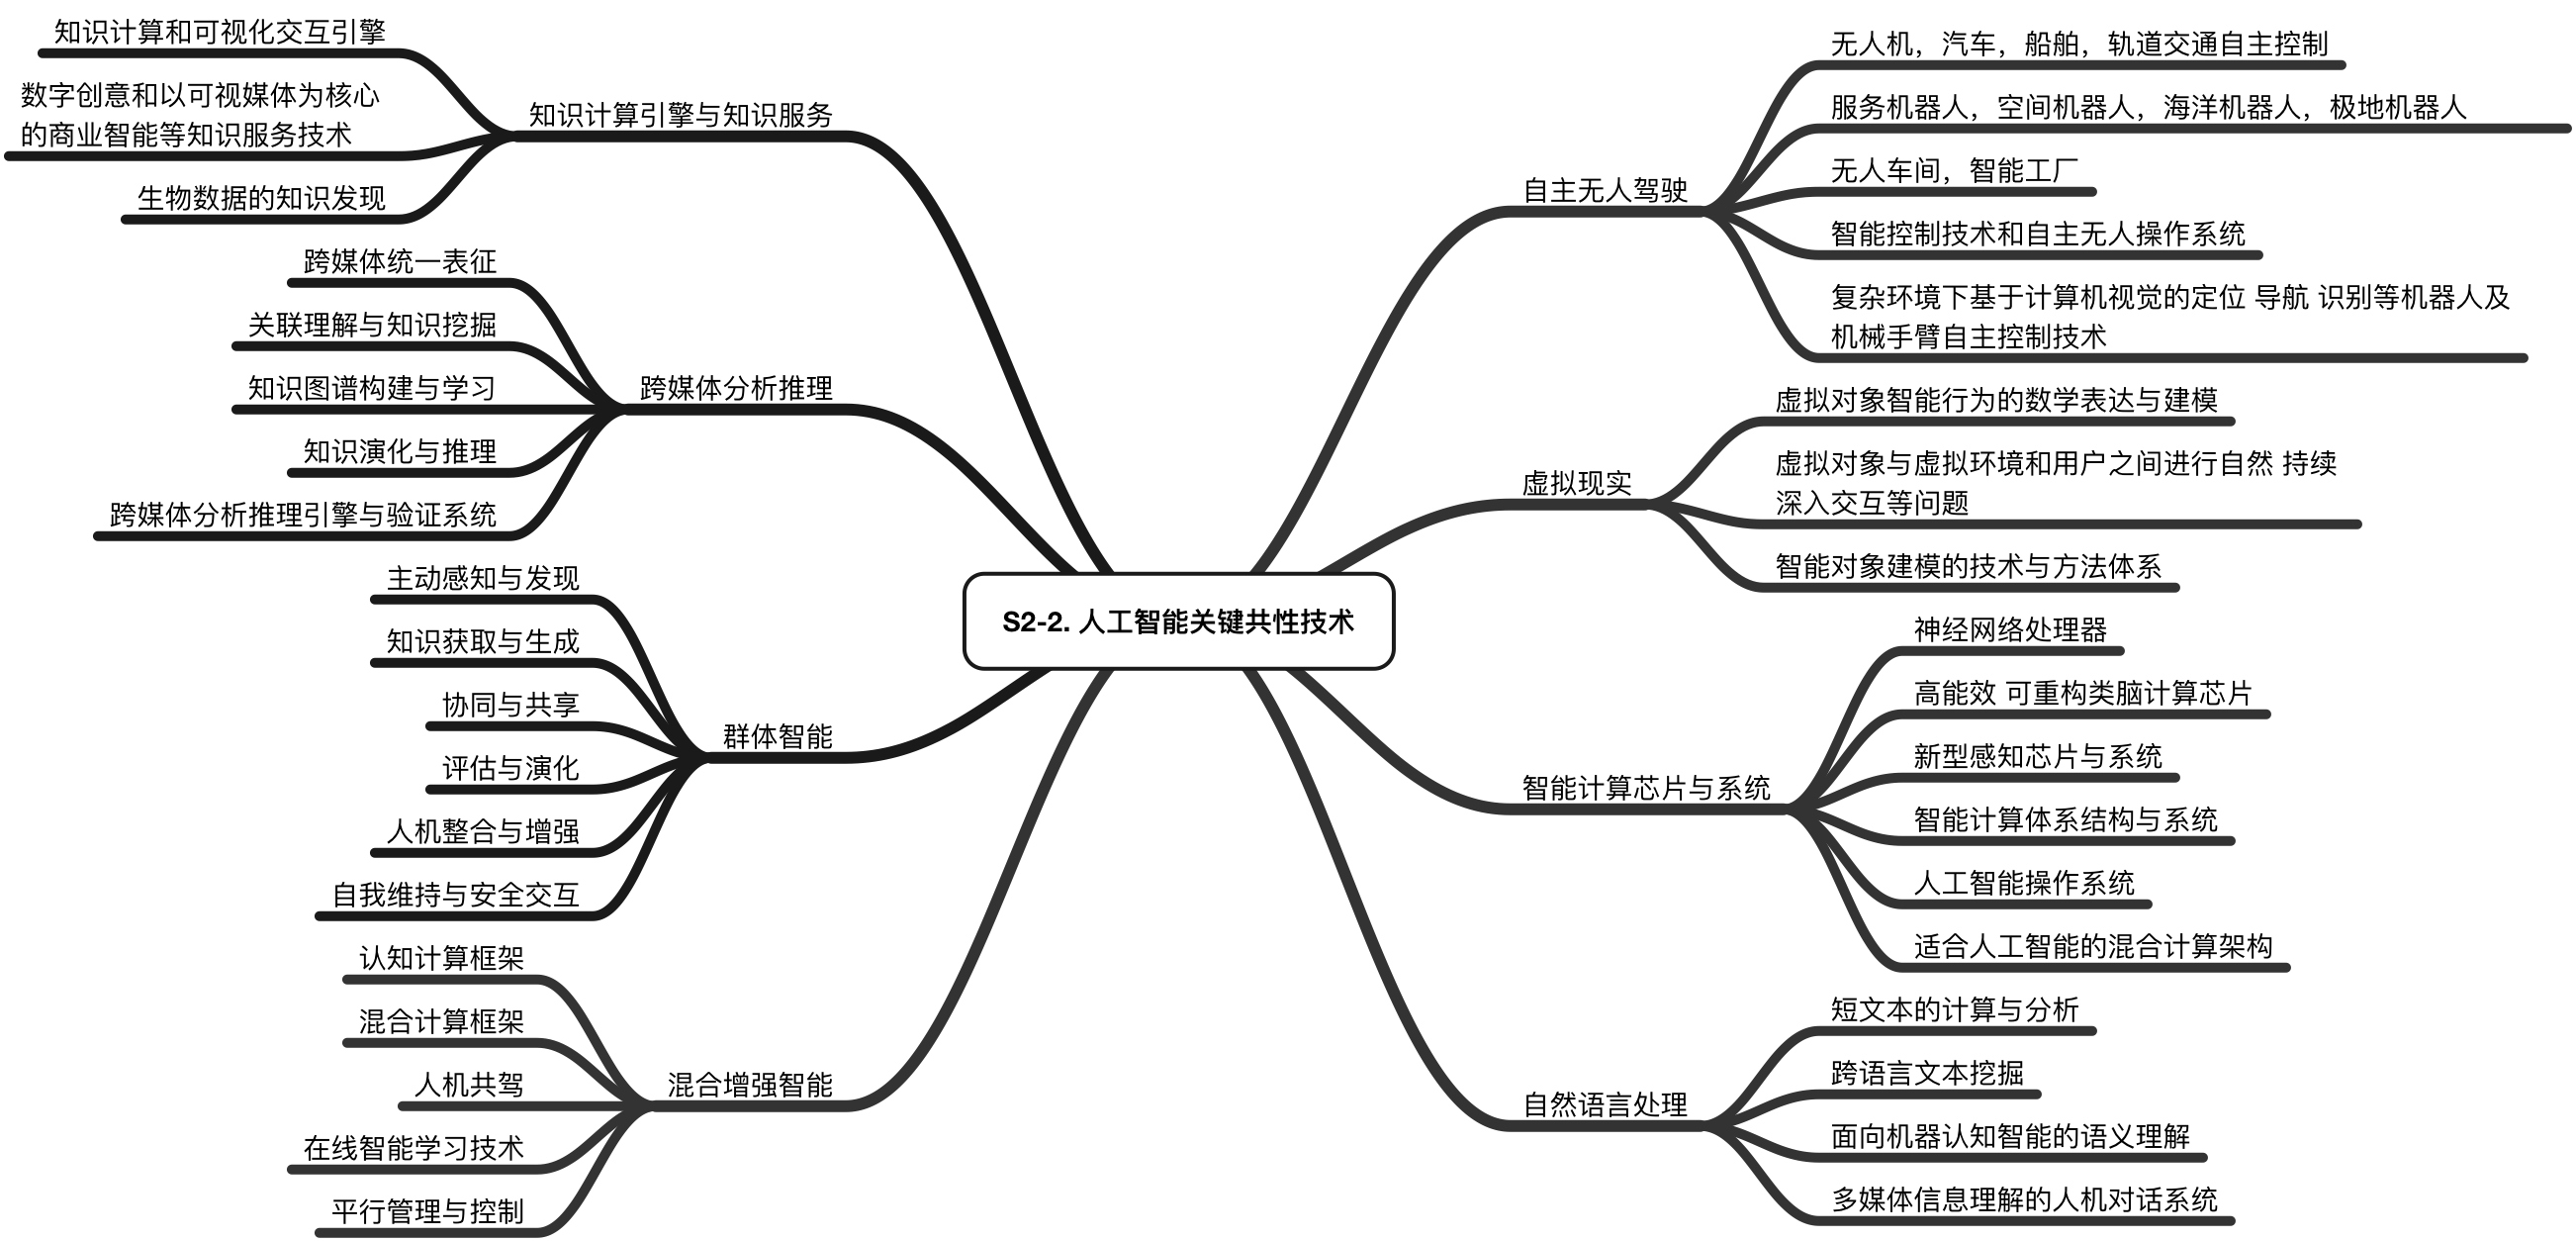 S2-2. 人工智能关键共性技术
知识计算引擎与知识服务
知识计算和可视化交互引擎
数字创意和以可视媒体为核心
的商业智能等知识服务技术
生物数据的知识发现
跨媒体分析推理
跨媒体统一表征
关联理解与知识挖掘
知识图谱构建与学习
知识演化与推理
跨媒体分析推理引擎与验证系统
群体智能
主动感知与发现
知识获取与生成
协同与共享
评估与演化
人机整合与增强
自我维持与安全交互
混合增强智能
认知计算框架
混合计算框架
人机共驾
在线智能学习技术
平行管理与控制
自主无人驾驶
无人机，汽车，船舶，轨道交通自主控制
服务机器人，空间机器人，海洋机器人，极地机器人
无人车间，智能工厂
智能控制技术和自主无人操作系统
复杂环境下基于计算机视觉的定位 导航 识别等机器人及
机械手臂自主控制技术
虚拟现实
虚拟对象智能行为的数学表达与建模
虚拟对象与虚拟环境和用户之间进行自然 持续
深入交互等问题
智能对象建模的技术与方法体系
智能计算芯片与系统
神经网络处理器
高能效 可重构类脑计算芯片
新型感知芯片与系统
智能计算体系结构与系统
人工智能操作系统
适合人工智能的混合计算架构
自然语言处理
短文本的计算与分析
跨语言文本挖掘
面向机器认知智能的语义理解
多媒体信息理解的人机对话系统